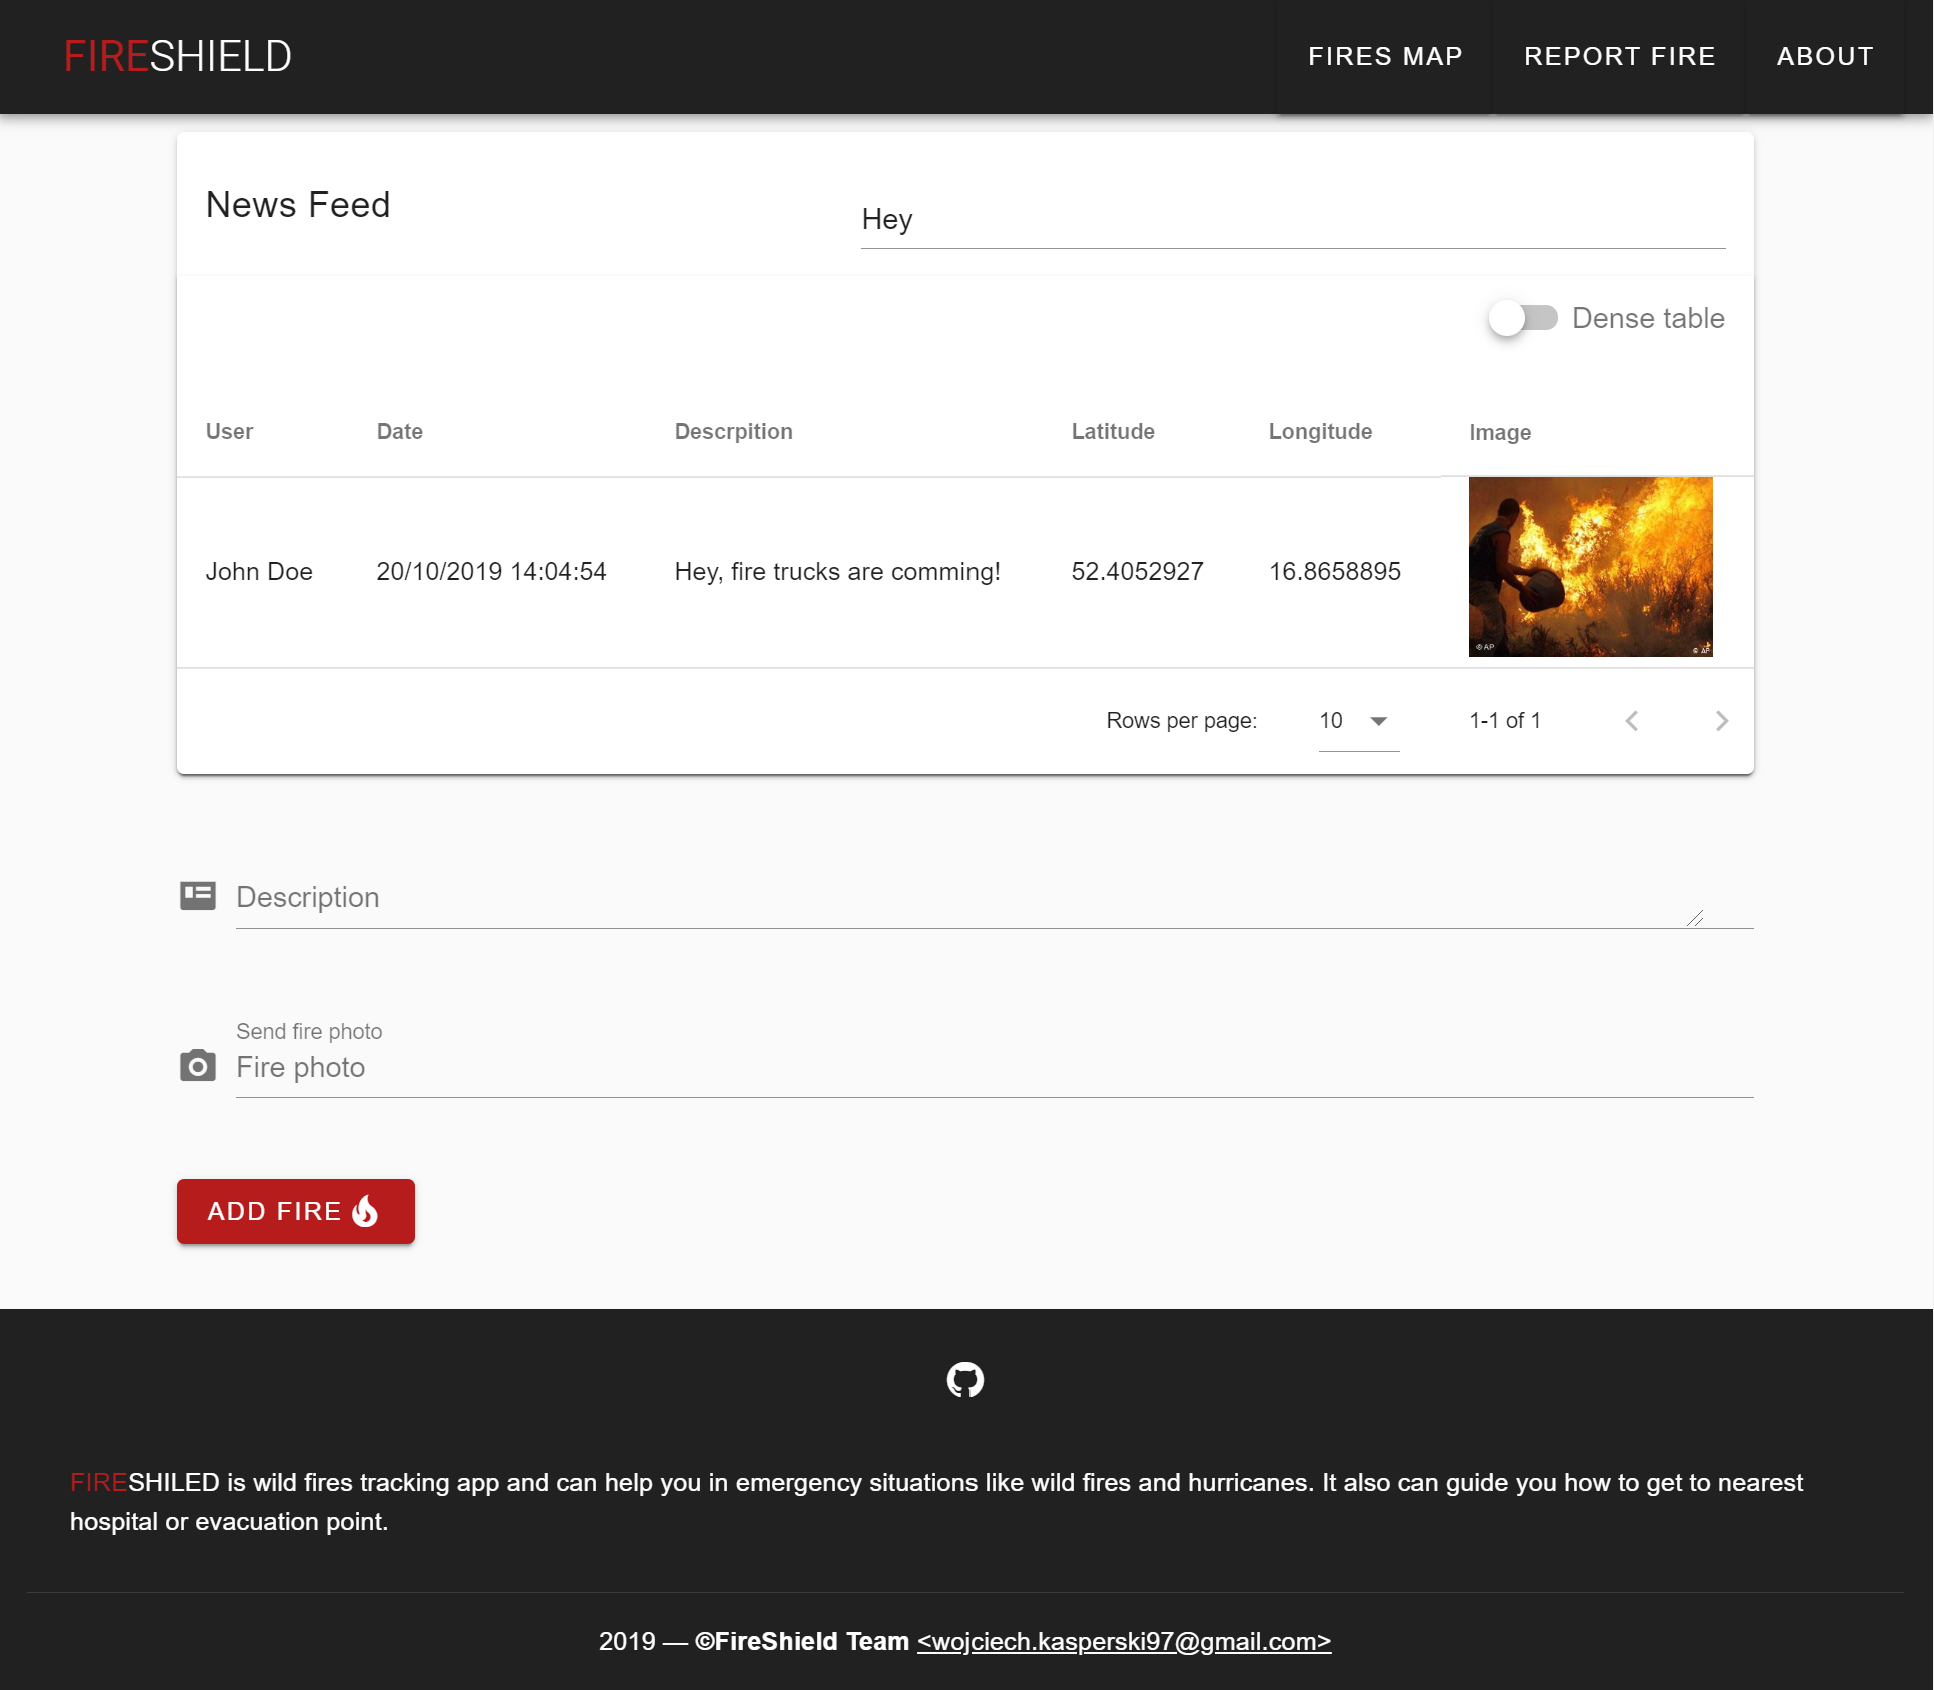 FIRESHIELD
FIRES MAP
REPORT FIRE
ABOUT
News Feed
Hey
Dense table
User Date Descrpition Latitude Longitude Image
John Doe 20/10/2019 14:04:54 Hey, fire trucks are comming! 52.4052927 16.8658895
© AP © AP
Rows per page: 10 1-1 of 1
Description
Send fire photo
Fire photo
ADD FIRE
FIRESHILED is wild fires tracking app and can help you in emergency situations like wild fires and hurricanes. It also can guide you how to get to nearest
hospital or evacuation point.
2019 — ©FireShield Team <wojciech.kasperski97@gmail.com>